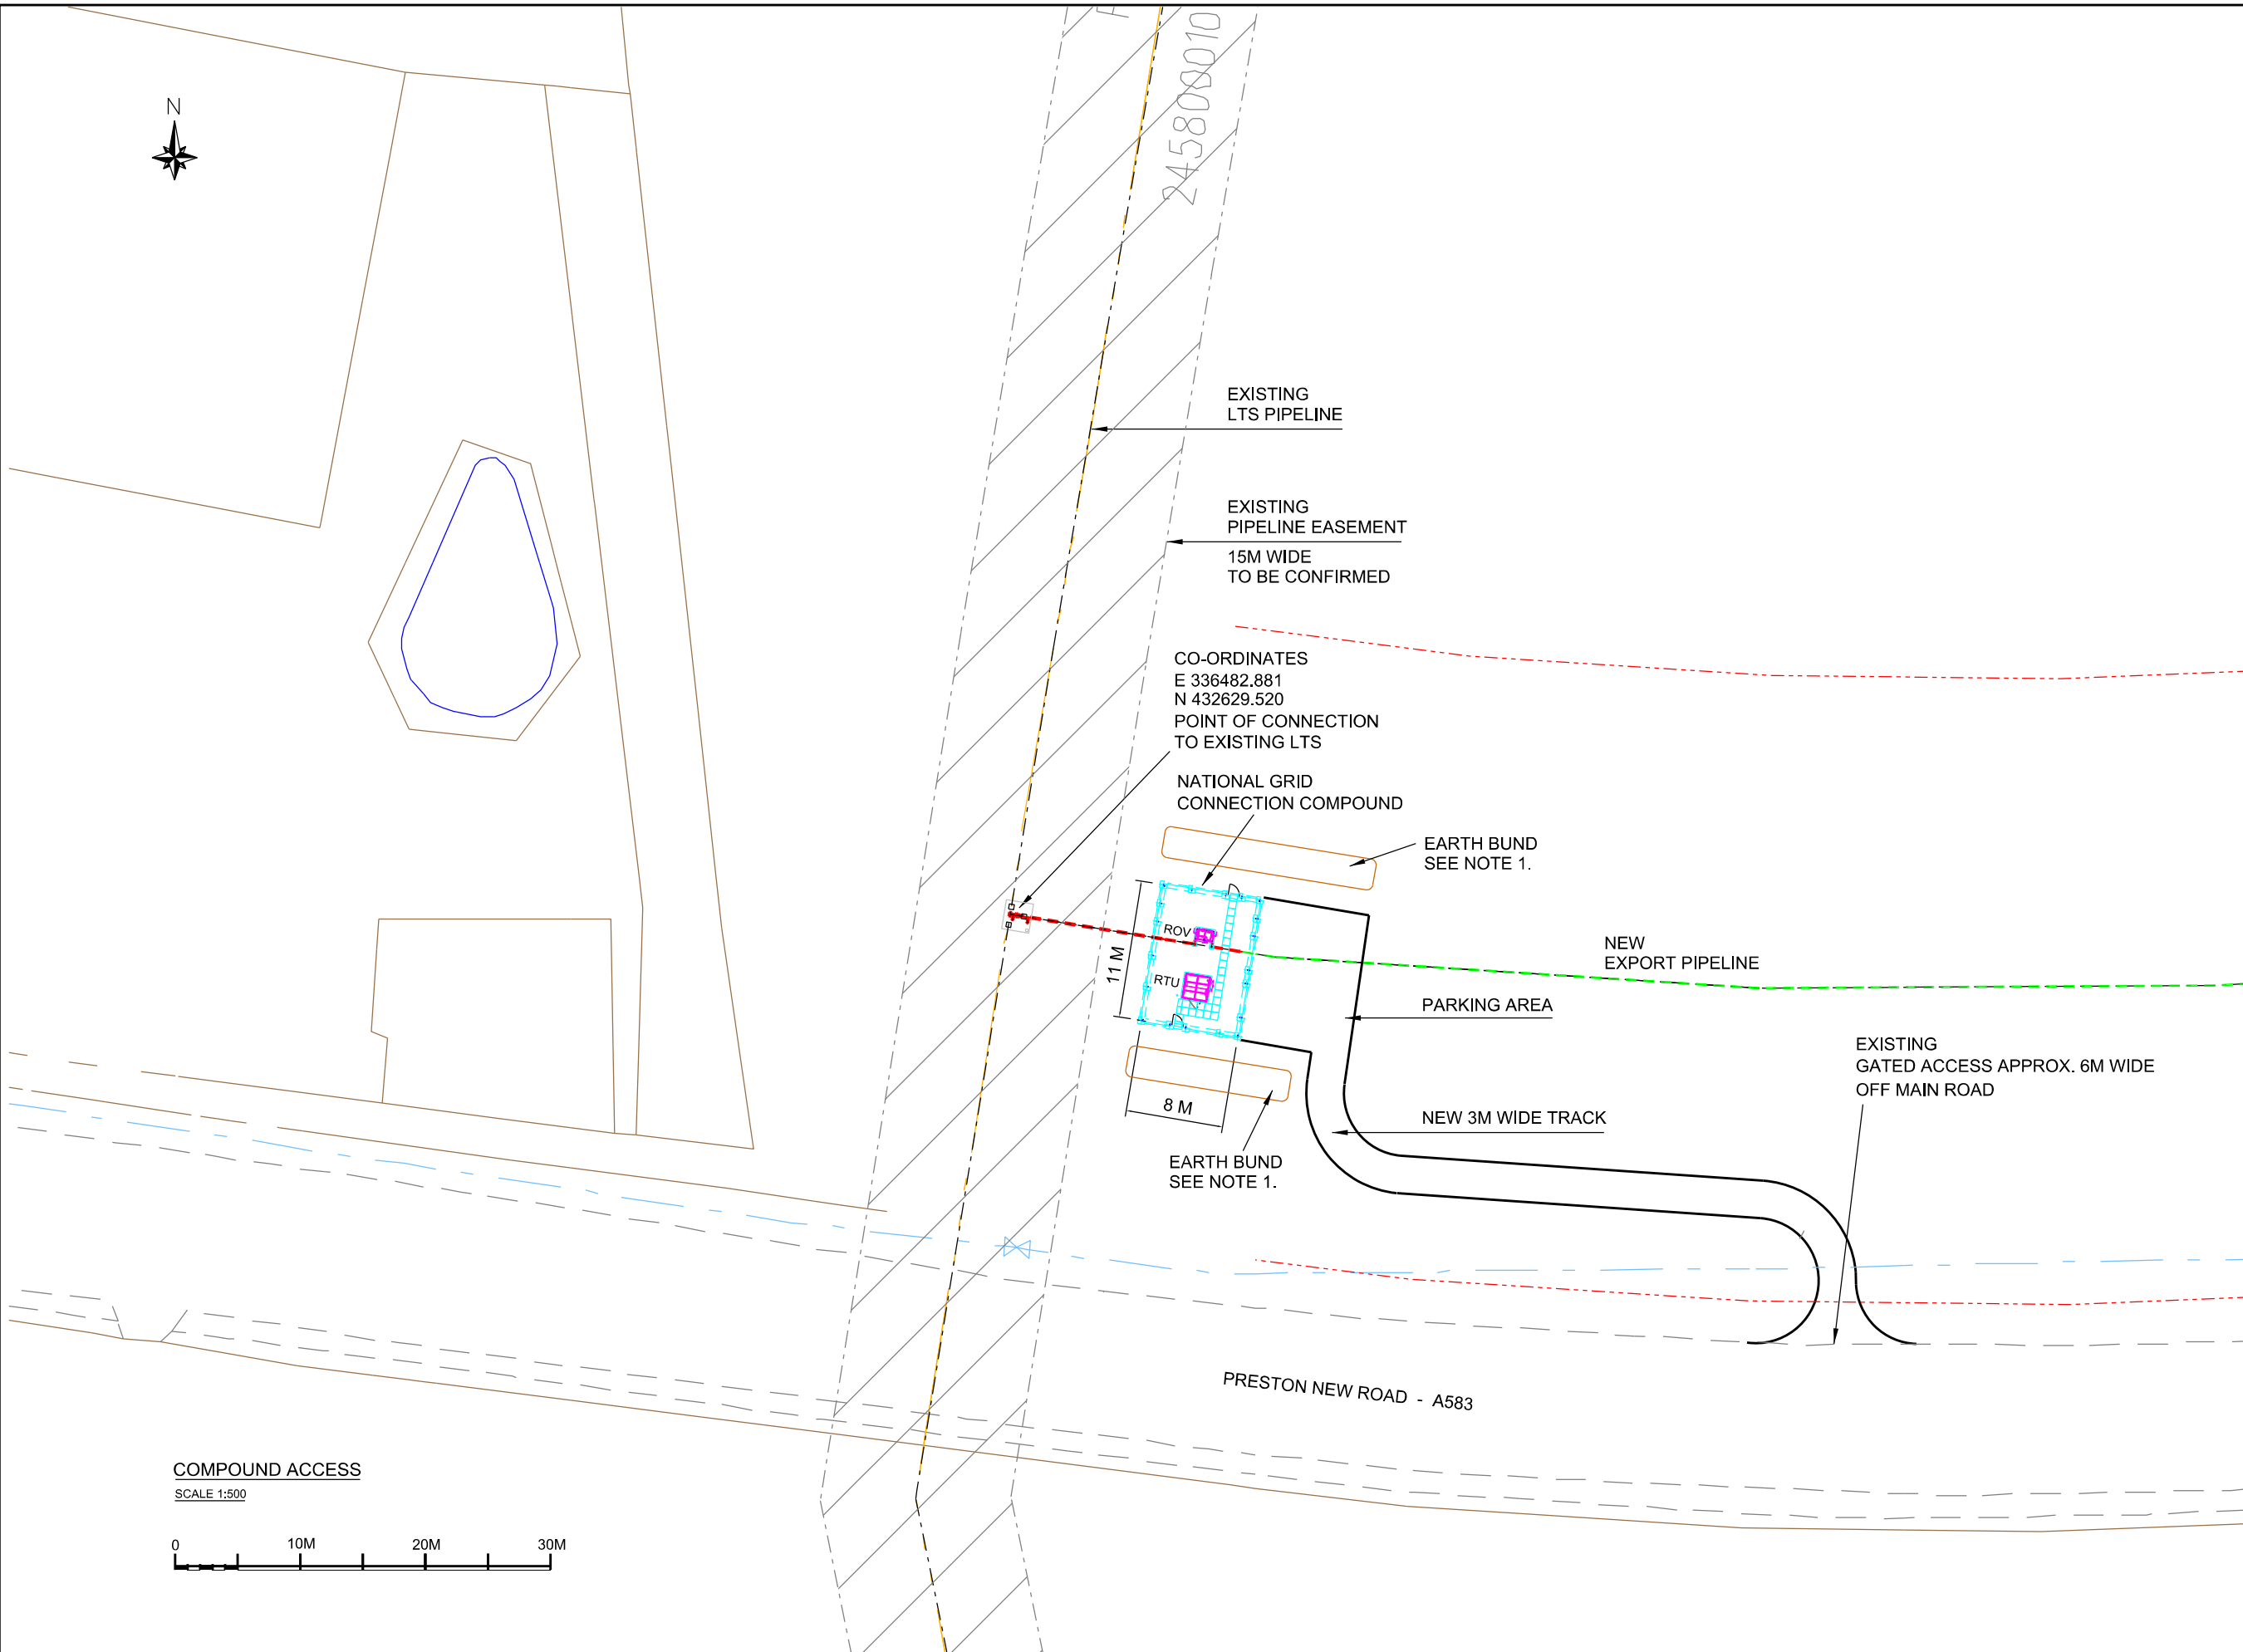 N
2458000010
EXISTING
LTS PIPELINE
EXISTING
PIPELINE EASEMENT
15M WIDE
TO BE CONFIRMED
CO-ORDINATES
E 336482.881
N 432629.520
POINT OF CONNECTION
TO EXISTING LTS
NATIONAL GRID
CONNECTION COMPOUND
EARTH BUND
SEE NOTE 1.
ROV
11 M
RTU
NEW
EXPORT PIPELINE
PARKING AREA
EXISTING
GATED ACCESS APPROX. 6M WIDE
OFF MAIN ROAD
8 M
NEW 3M WIDE TRACK
EARTH BUND
SEE NOTE 1.
PRESTON NEW ROAD - A583
COMPOUND ACCESS
SCALE 1:500
0 10M 20M 30M